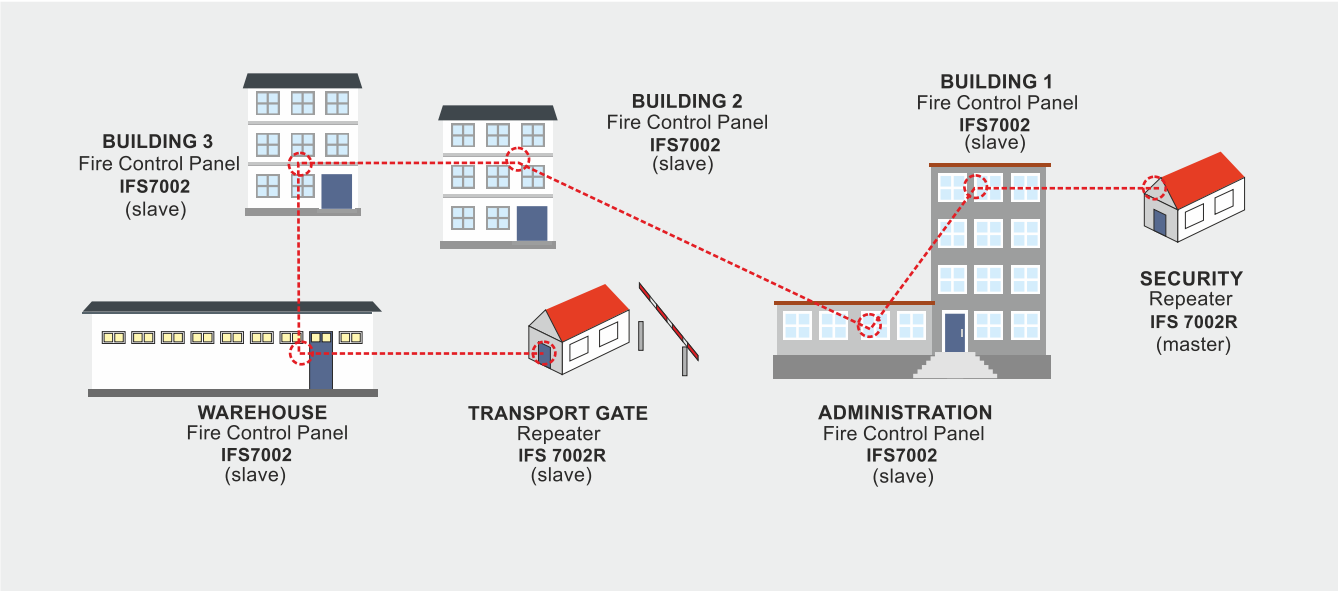 BUILDING 3
Fire Control Panel
IFS7002
(slave)
BUILDING 2
Fire Control Panel
IFS7002
(slave)
BUILDING 1
Fire Control Panel
IFS7002
(slave)
SECURITY
Repeater
IFS 7002R
(master)
WAREHOUSE
Fire Control Panel
IFS7002
(slave)
TRANSPORT GATE
Repeater
IFS 7002R
(slave)
ADMINISTRATION
Fire Control Panel
IFS7002
(slave)